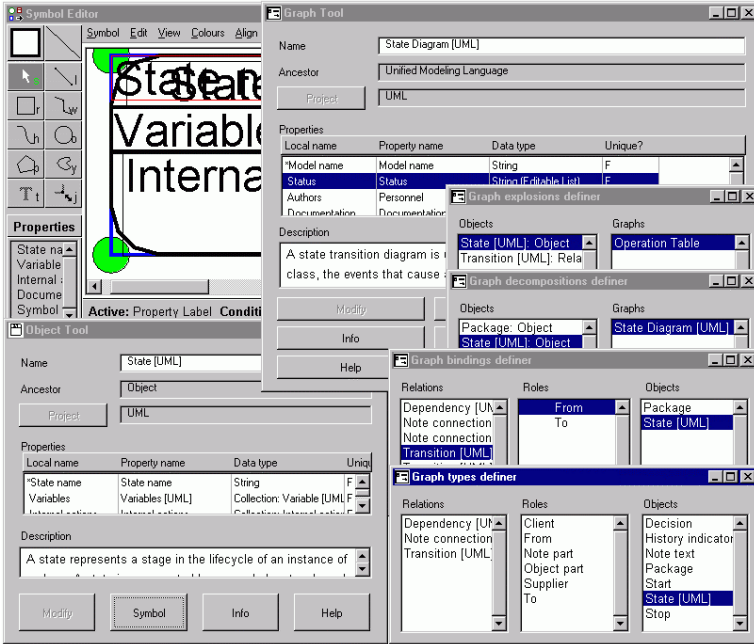 Symbol Editor
Symbol Edit View Colours Align
State
State
Variable
Interna
Properties
State na
Variable
Internal
Docume
Symbol
Active: Property Label Conditi
Graph Tool
Name
State Diagram [UML]
Ancestor
Unified Modeling Language
Project
UML
Properties
Local name Property name Data type Unique?
*Model name Model name String F
Status Status String (Editable List) F
Authors Personnel
Documentation Documentation
Description
A state transition diagram is
class, the events that cause
Modify
Info
Help
Graph explosions definer
Objects Graphs
State [UML]: Object Operation Table
Transition [UML]: Rela
Graph decompositions definer
Objects Graphs
Package: Object State Diagram [UML]
State [UML]: Object
Object Tool
Name
State [UML]
Ancestor
Object
Project
UML
Properties
Local name Property name Data type Uniqu
*State name State name String F
Variables Variables [UML] Collection: Variable [UML F
Description
A state represents a stage in the lifecycle of an instance of
Modify Symbol Info Help
Graph bindings definer
Relations Roles Objects
Dependency [UN From Package
Note connection To State [UML]
Note connection
Transition [UML]
Graph types definer
Relations Roles Objects
Dependency [UN Client Decision
Note connection From History indicator
Transition [UML] Note part Note text
Object part Package
Supplier Start
To State [UML]
Stop